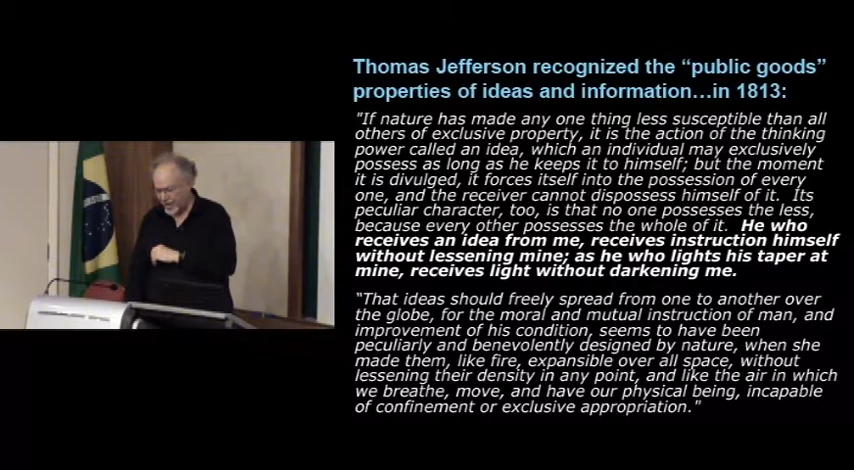 Thomas Jefferson recognized the “public goods”
properties of ideas and information…in 1813:
"If nature has made any one thing less susceptible than all
others of exclusive property, it is the action of the thinking
power called an idea, which an individual may exclusively
possess as long as he keeps it to himself; but the moment
it is divulged, it forces itself into the possession of every
one, and the receiver cannot dispossess himself of it.  Its
peculiar character, too, is that no one possesses the less,
because every other possesses the whole of it.  He who
receives an idea from me, receives instruction himself
without lessening mine; as he who lights his taper at
mine, receives light without darkening me.
“That ideas should freely spread from one to another over
the globe, for the moral and mutual instruction of man, and
improvement of his condition, seems to have been
peculiarly and benevolently designed by nature, when she
made them, like fire, expansible over all space, without
lessening their density in any point, and like the air in which
we breathe, move, and have our physical being, incapable
of confinement or exclusive appropriation."